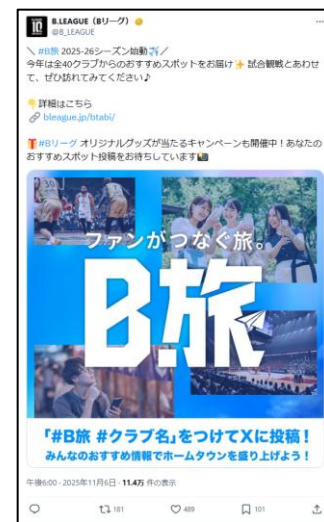 B.LEAGUE（Bリーグ）
@B_LEAGUE
＼ #B旅 2025-26シーズン始動✈️／
今年は全40クラブからのおすすめスポットをお届け✨ 試合観戦とあわせ
て、ぜひ訪れてみてください♪
👇詳細はこちら
🔗 bleague.jp/btabi/
🎁#Bリーグ オリジナルグッズが当たるキャンペーンも開催中！あなたの
おすすめスポット投稿をお待ちしています📸
ファンがつなぐ旅。
B.旅
「#B旅 #クラブ名」をつけてXに投稿！
みんなのおすすめ情報でホームタウンを盛り上げよう！
午後6:00 · 2025年11月6日 · 11.4万 件の表示
181 489 101